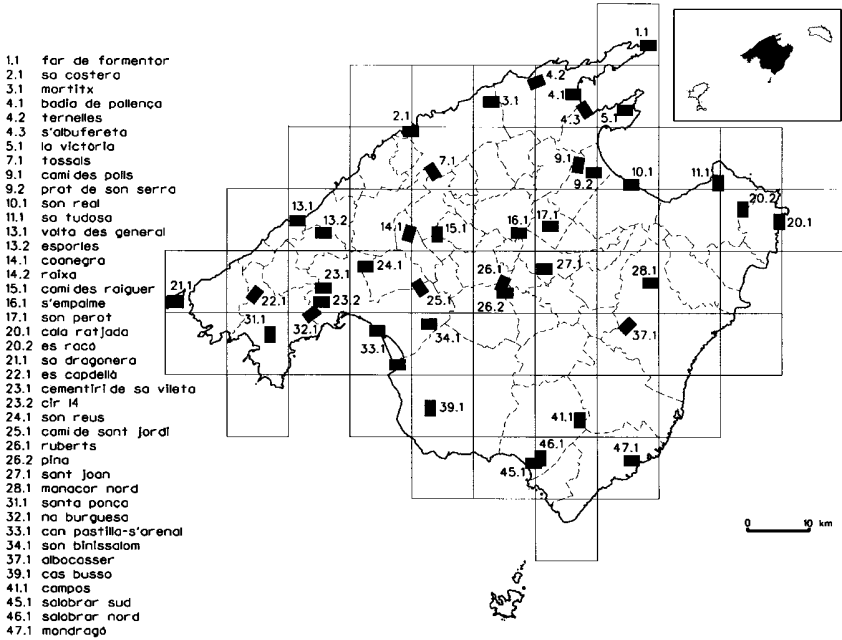 1.1 far de formentor
2.1 sa costera
3.1 mortitx
4.1 badia de pollença
4.2 ternelles
4.3 s'albufereta
5.1 la victòria
7.1 tossals
9.1 camí des polls
9.2 prat de son serra
10.1 son real
11.1 sa tudosa
13.1 volta des general
13.2 esporles
14.1 coanegra
14.2 raixa
15.1 camí des raiguer
16.1 s'empalme
17.1 son perot
20.1 cala ratjada
20.2 es racó
21.1 sa dragonera
22.1 es capdellà
23.1 cementiri de sa vileta
23.2 cir 14
24.1 son reus
25.1 camí de sant jordi
26.1 ruberts
26.2 pina
27.1 sant joan
28.1 manacor nord
31.1 santa ponça
32.1 na burguesa
33.1 can pastilla-s'arenal
34.1 son binissalom
37.1 albocasser
39.1 cas busso
41.1 campos
45.1 salobrar sud
46.1 salobrar nord
47.1 mondragó
1.1
4.2
4.1
3.1
4.3
5.1
2.1
7.1
9.1
9.2
10.1
11.1
20.2
20.1
13.1
13.2
14.1
15.1
16.1
17.1
24.1
26.1
27.1
28.1
21.1
22.1
23.1
23.2
25.1
26.2
31.1
32.1
33.1
34.1
37.1
39.1
41.1
46.1
45.1
47.1
0 10 km